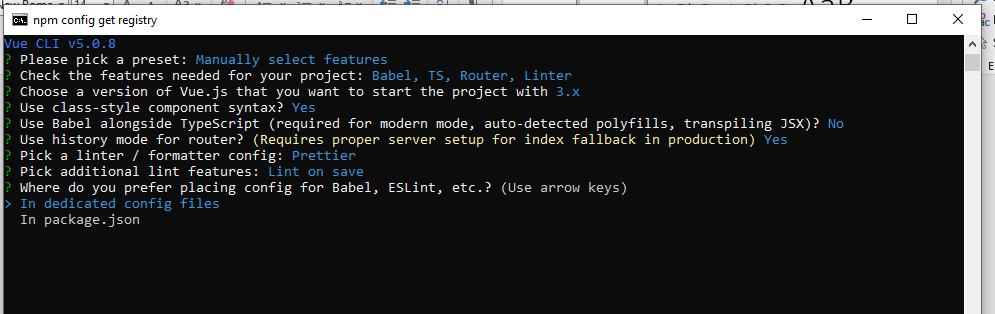 npm config get registry
Vue CLI v5.0.8
? Please pick a preset: Manually select features
? Check the features needed for your project: Babel, TS, Router, Linter
? Choose a version of Vue.js that you want to start the project with 3.x
? Use class-style component syntax? Yes
? Use Babel alongside TypeScript (required for modern mode, auto-detected polyfills, transpiling JSX)? No
? Use history mode for router? (Requires proper server setup for index fallback in production) Yes
? Pick a linter / formatter config: Prettier
? Pick additional lint features: Lint on save
? Where do you prefer placing config for Babel, ESLint, etc.? (Use arrow keys)
> In dedicated config files
In package.json